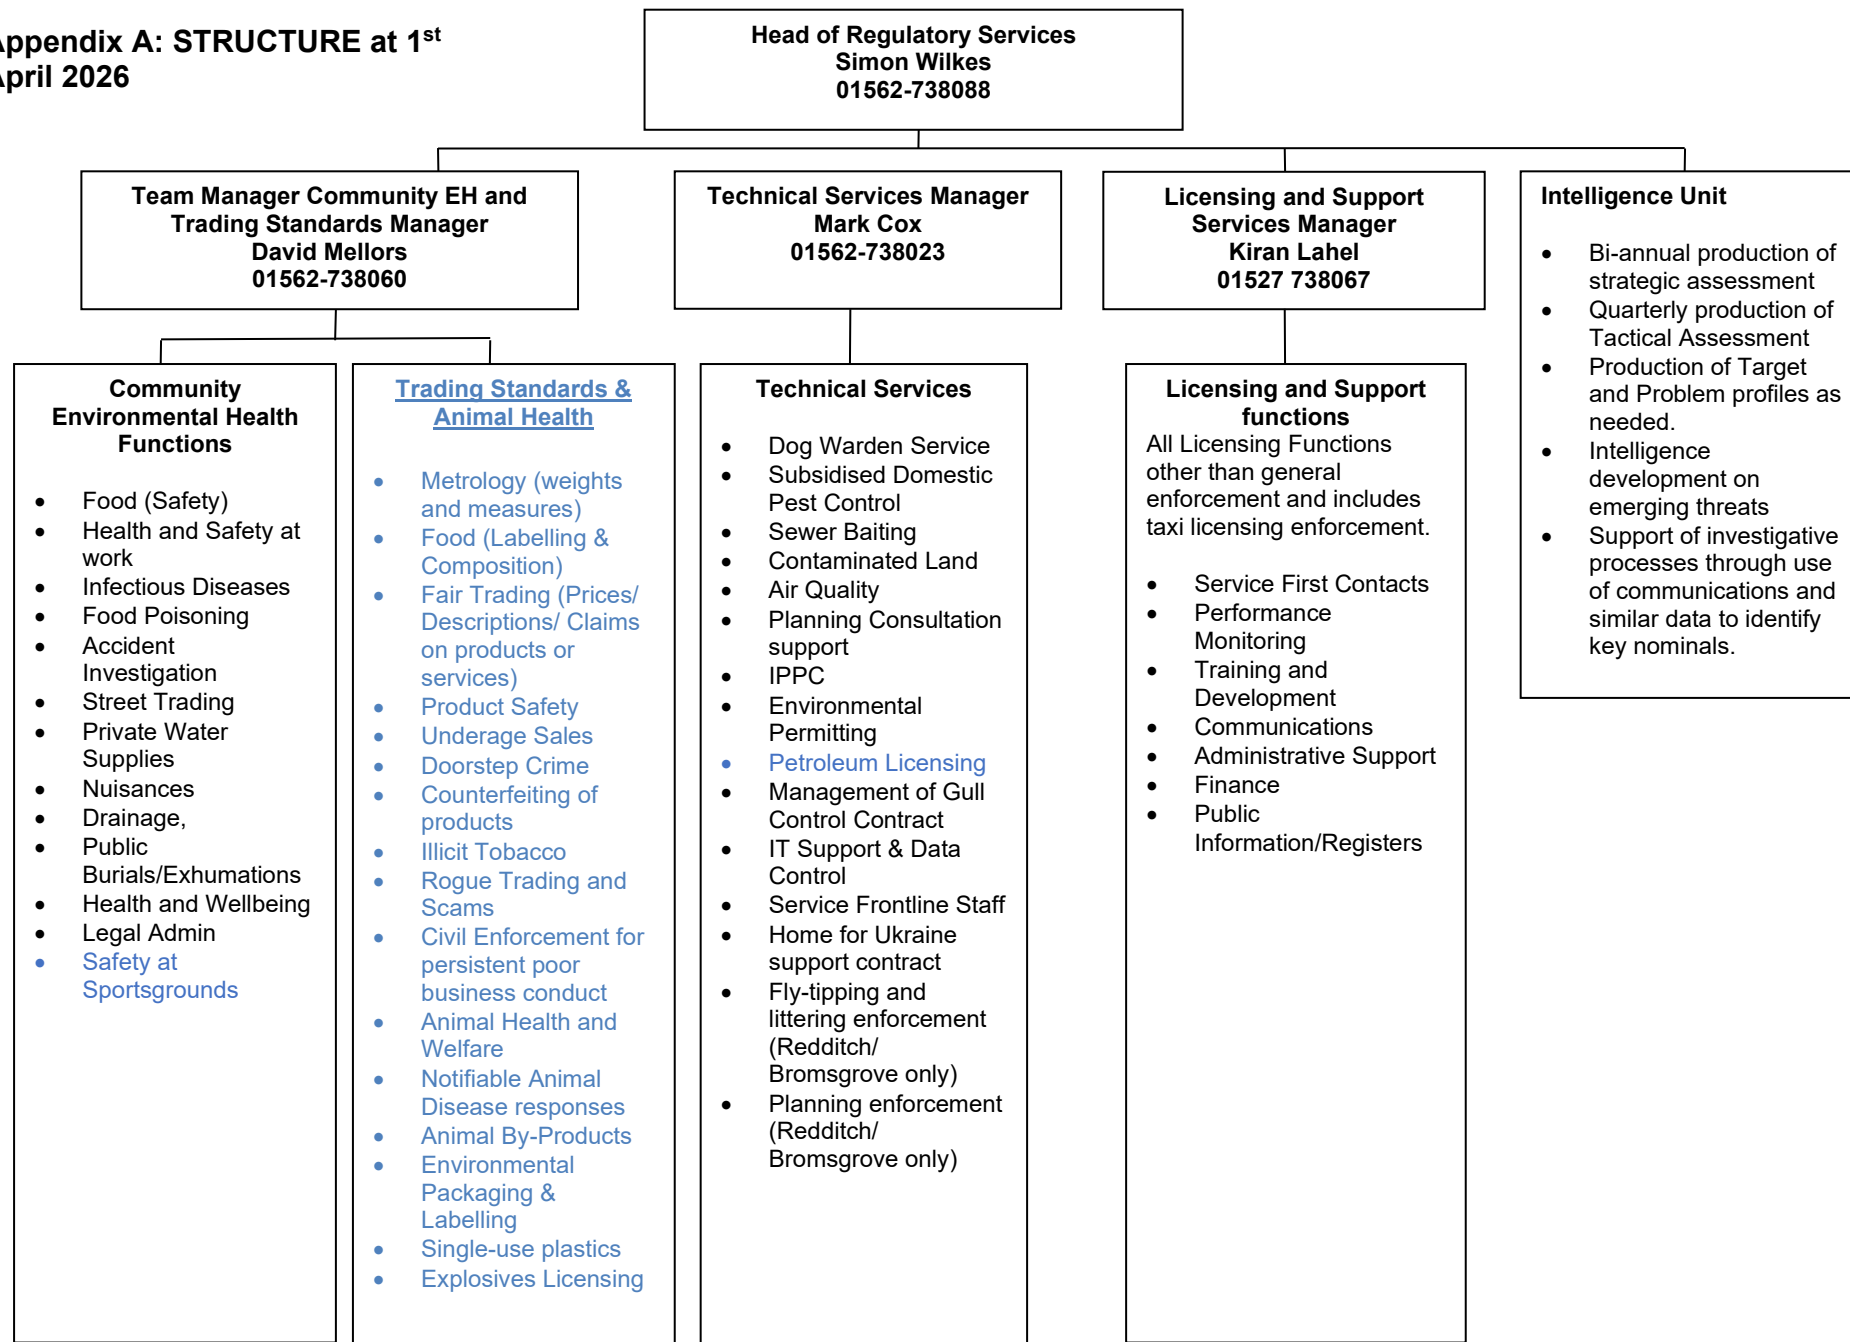 Appendix A: STRUCTURE at 1st
April 2026
Head of Regulatory Services
Simon Wilkes
01562-738088
Team Manager Community EH and
Trading Standards Manager
David Mellors
01562-738060
Technical Services Manager
Mark Cox
01562-738023
Licensing and Support
Services Manager
Kiran Lahel
01527 738067
Intelligence Unit
• Bi-annual production of
strategic assessment
• Quarterly production of
Tactical Assessment
• Production of Target
and Problem profiles as
needed.
• Intelligence
development on
emerging threats
• Support of investigative
processes through use
of communications and
similar data to identify
key nominals.
Community
Environmental Health
Functions
• Food (Safety)
• Health and Safety at
work
• Infectious Diseases
• Food Poisoning
• Accident
Investigation
• Street Trading
• Private Water
Supplies
• Nuisances
• Drainage,
• Public
Burials/Exhumations
• Health and Wellbeing
• Legal Admin
• Safety at
Sportsgrounds
Trading Standards &
Animal Health
• Metrology (weights
and measures)
• Food (Labelling &
Composition)
• Fair Trading (Prices/
Descriptions/ Claims
on products or
services)
• Product Safety
• Underage Sales
• Doorstep Crime
• Counterfeiting of
products
• Illicit Tobacco
• Rogue Trading and
Scams
• Civil Enforcement for
persistent poor
business conduct
• Animal Health and
Welfare
• Notifiable Animal
Disease responses
• Animal By-Products
• Environmental
Packaging &
Labelling
• Single-use plastics
• Explosives Licensing
Technical Services
• Dog Warden Service
• Subsidised Domestic
Pest Control
• Sewer Baiting
• Contaminated Land
• Air Quality
• Planning Consultation
support
• IPPC
• Environmental
Permitting
• Petroleum Licensing
• Management of Gull
Control Contract
• IT Support & Data
Control
• Service Frontline Staff
• Home for Ukraine
support contract
• Fly-tipping and
littering enforcement
(Redditch/
Bromsgrove only)
• Planning enforcement
(Redditch/
Bromsgrove only)
Licensing and Support
functions
All Licensing Functions
other than general
enforcement and includes
taxi licensing enforcement.
• Service First Contacts
• Performance
Monitoring
• Training and
Development
• Communications
• Administrative Support
• Finance
• Public
Information/Registers